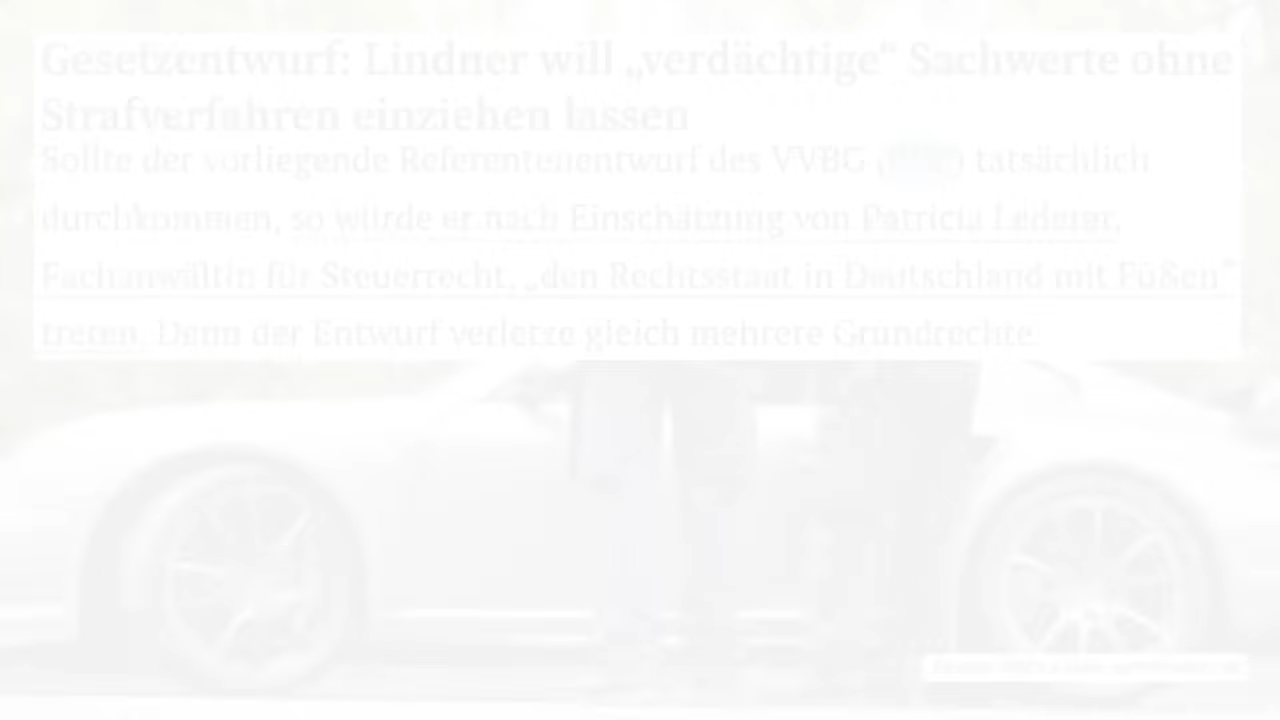 Gesetzentwurf: Lindner will „verdächtige“ Sachwerte ohne
Strafverfahren einziehen lassen
Sollte der vorliegende Referentenentwurf des VVBG tatsächlich
durchkommen, so würde er nach Einschätzung von Patricia Lederer,
Fachanwältin für Steuerrecht, „den Rechtsstaat in Deutschland mit Füßen“
treten. Denn der Entwurf verletze gleich mehrere Grundrechte.